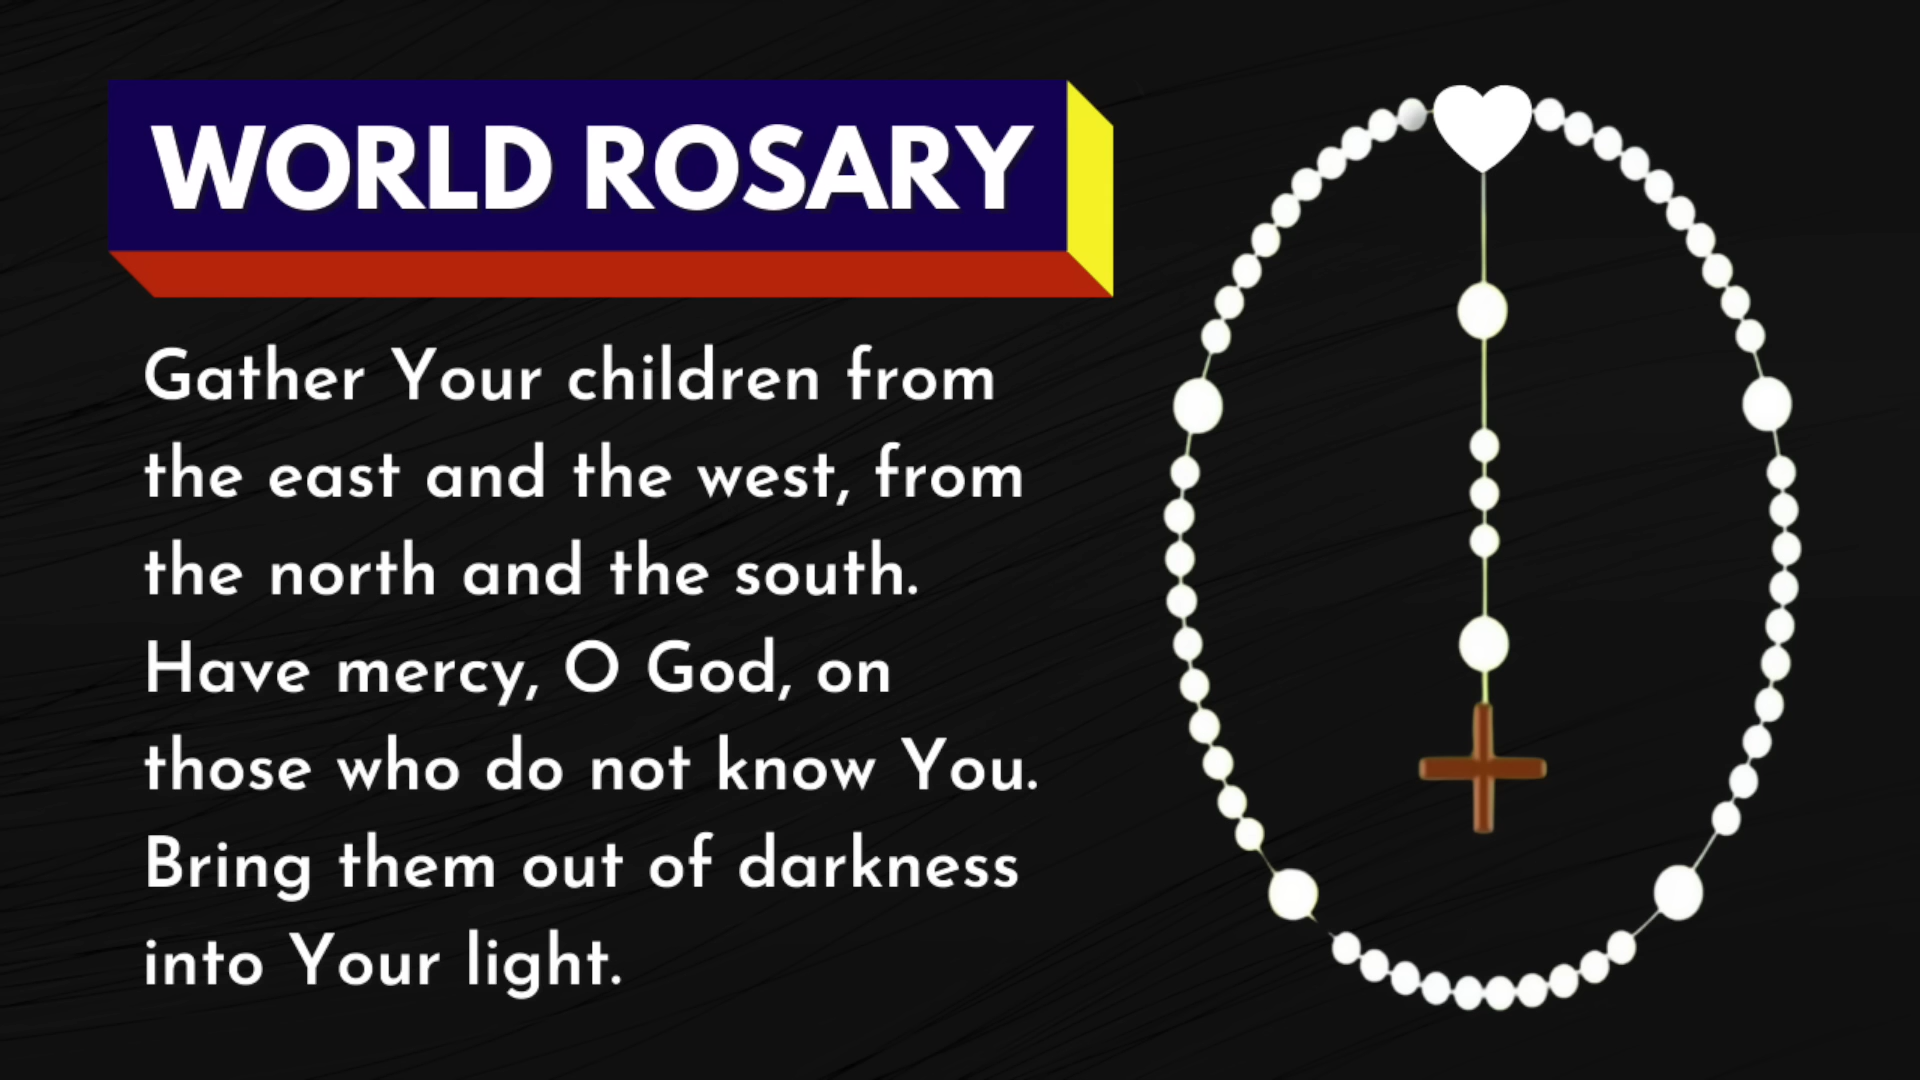 WORLD ROSARY
Gather Your children from
the east and the west, from
the north and the south.
Have mercy, O God, on
those who do not know You.
Bring them out of darkness
into Your light.